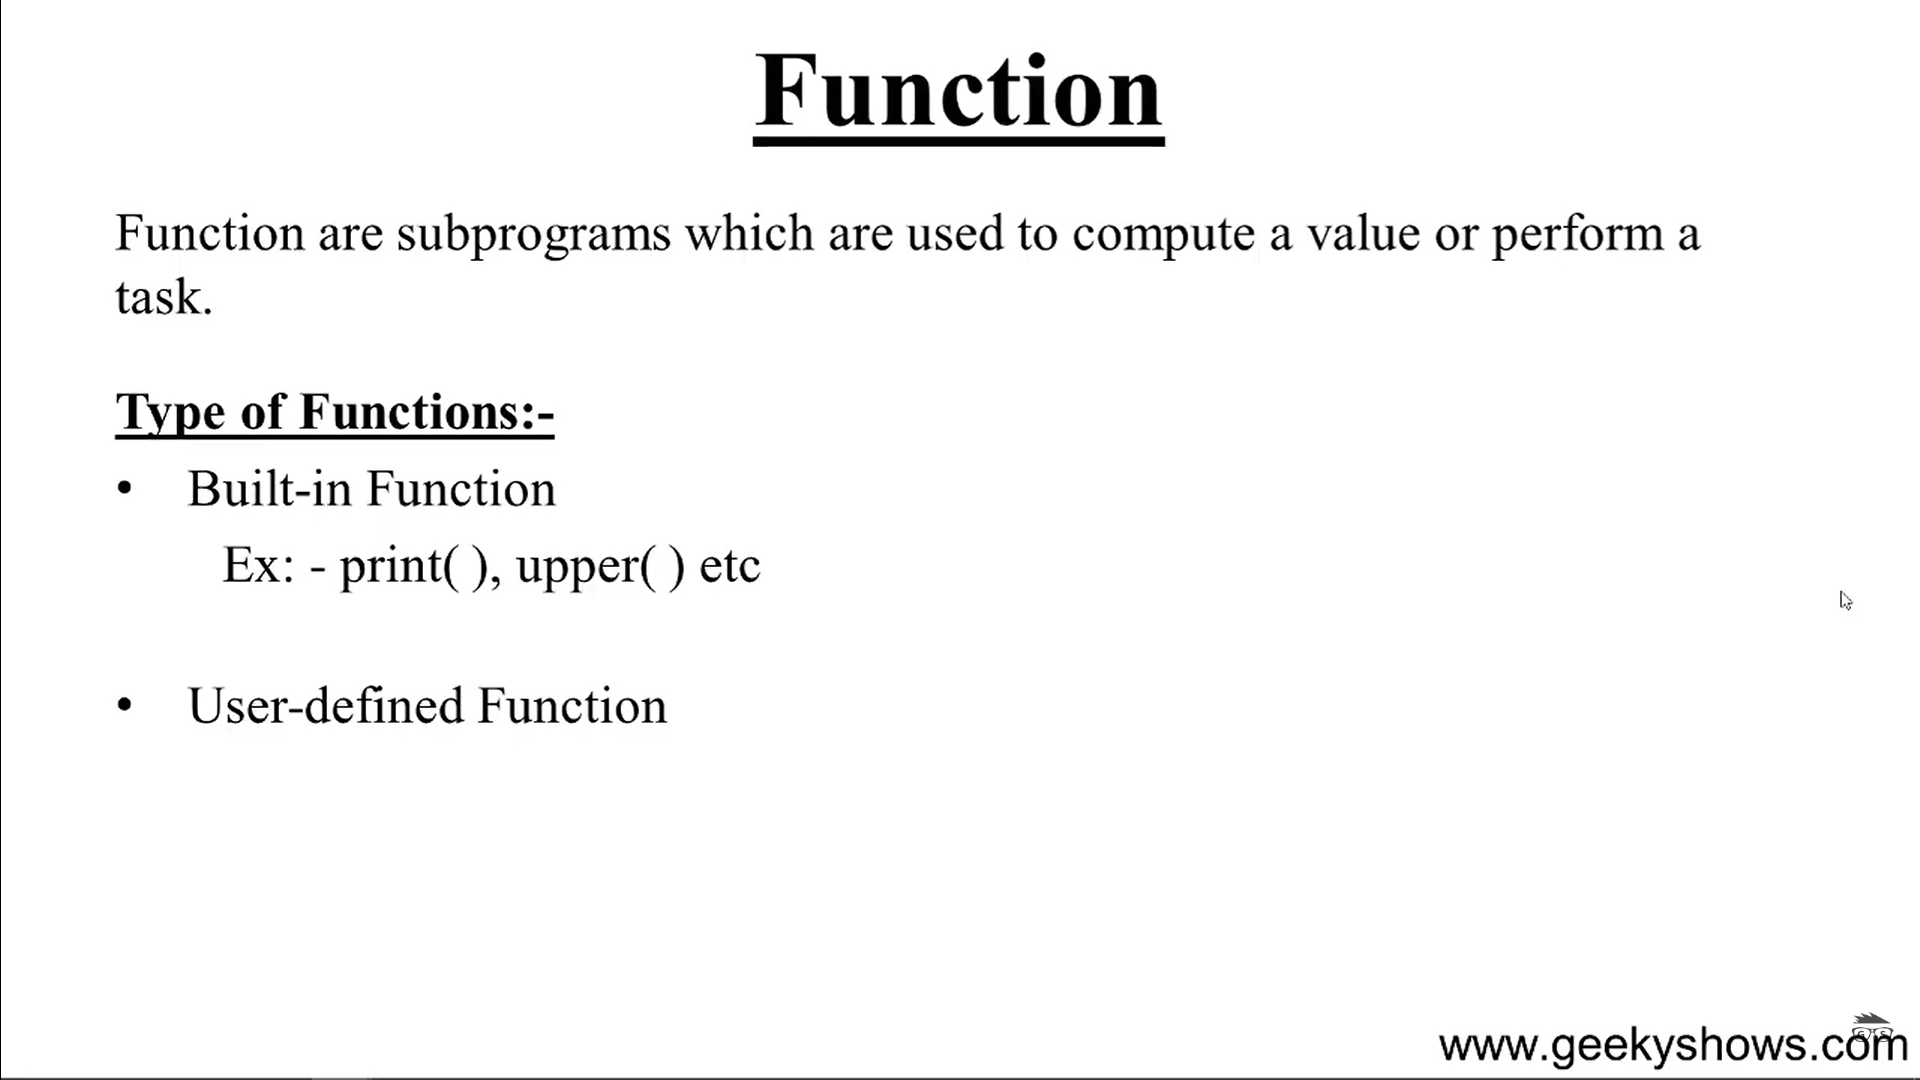 Function
Function are subprograms which are used to compute a value or perform a
task.
Type of Functions:-
• Built-in Function
Ex: - print( ), upper( ) etc
• User-defined Function
www.geekyshows.com